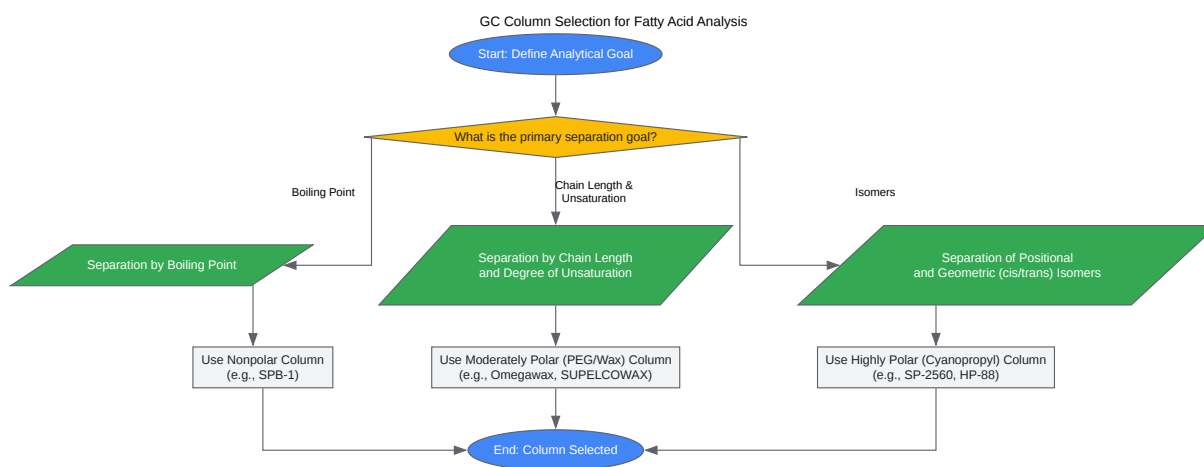 GC Column Selection for Fatty Acid Analysis
Start: Define Analytical Goal
What is the primary separation goal?
Boiling Point
Chain Length &
Unsaturation
Isomers
Separation by Boiling Point
Separation by Chain Length
and Degree of Unsaturation
Separation of Positional
and Geometric (cis/trans) Isomers
Use Nonpolar Column
(e.g., SPB-1)
Use Moderately Polar (PEG/Wax) Column
(e.g., Omegawax, SUPELCOWAX)
Use Highly Polar (Cyanopropyl) Column
(e.g., SP-2560, HP-88)
End: Column Selected